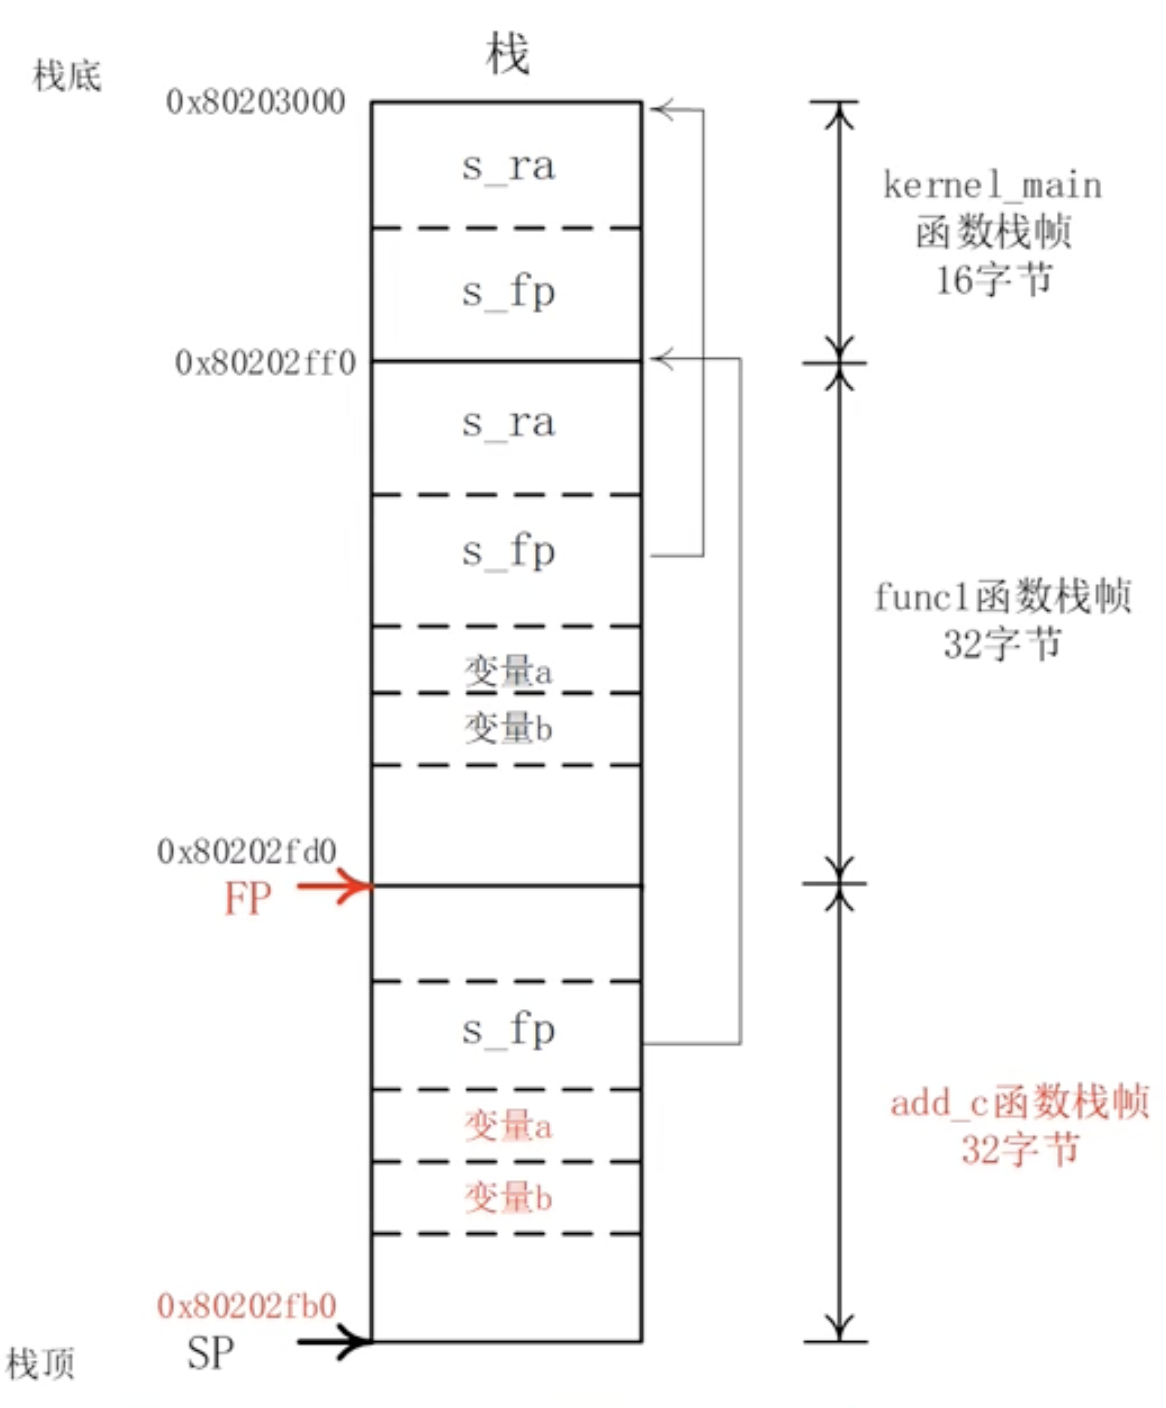 栈
栈底
0x80203000
s_ra
kernel_main
函数栈帧
16字节
s_fp
0x80202ff0
s_ra
s_fp
func1函数栈帧
32字节
变量a
变量b
0x80202fd0
FP
s_fp
add_c函数栈帧
32字节
变量a
变量b
0x80202fb0
SP
栈顶